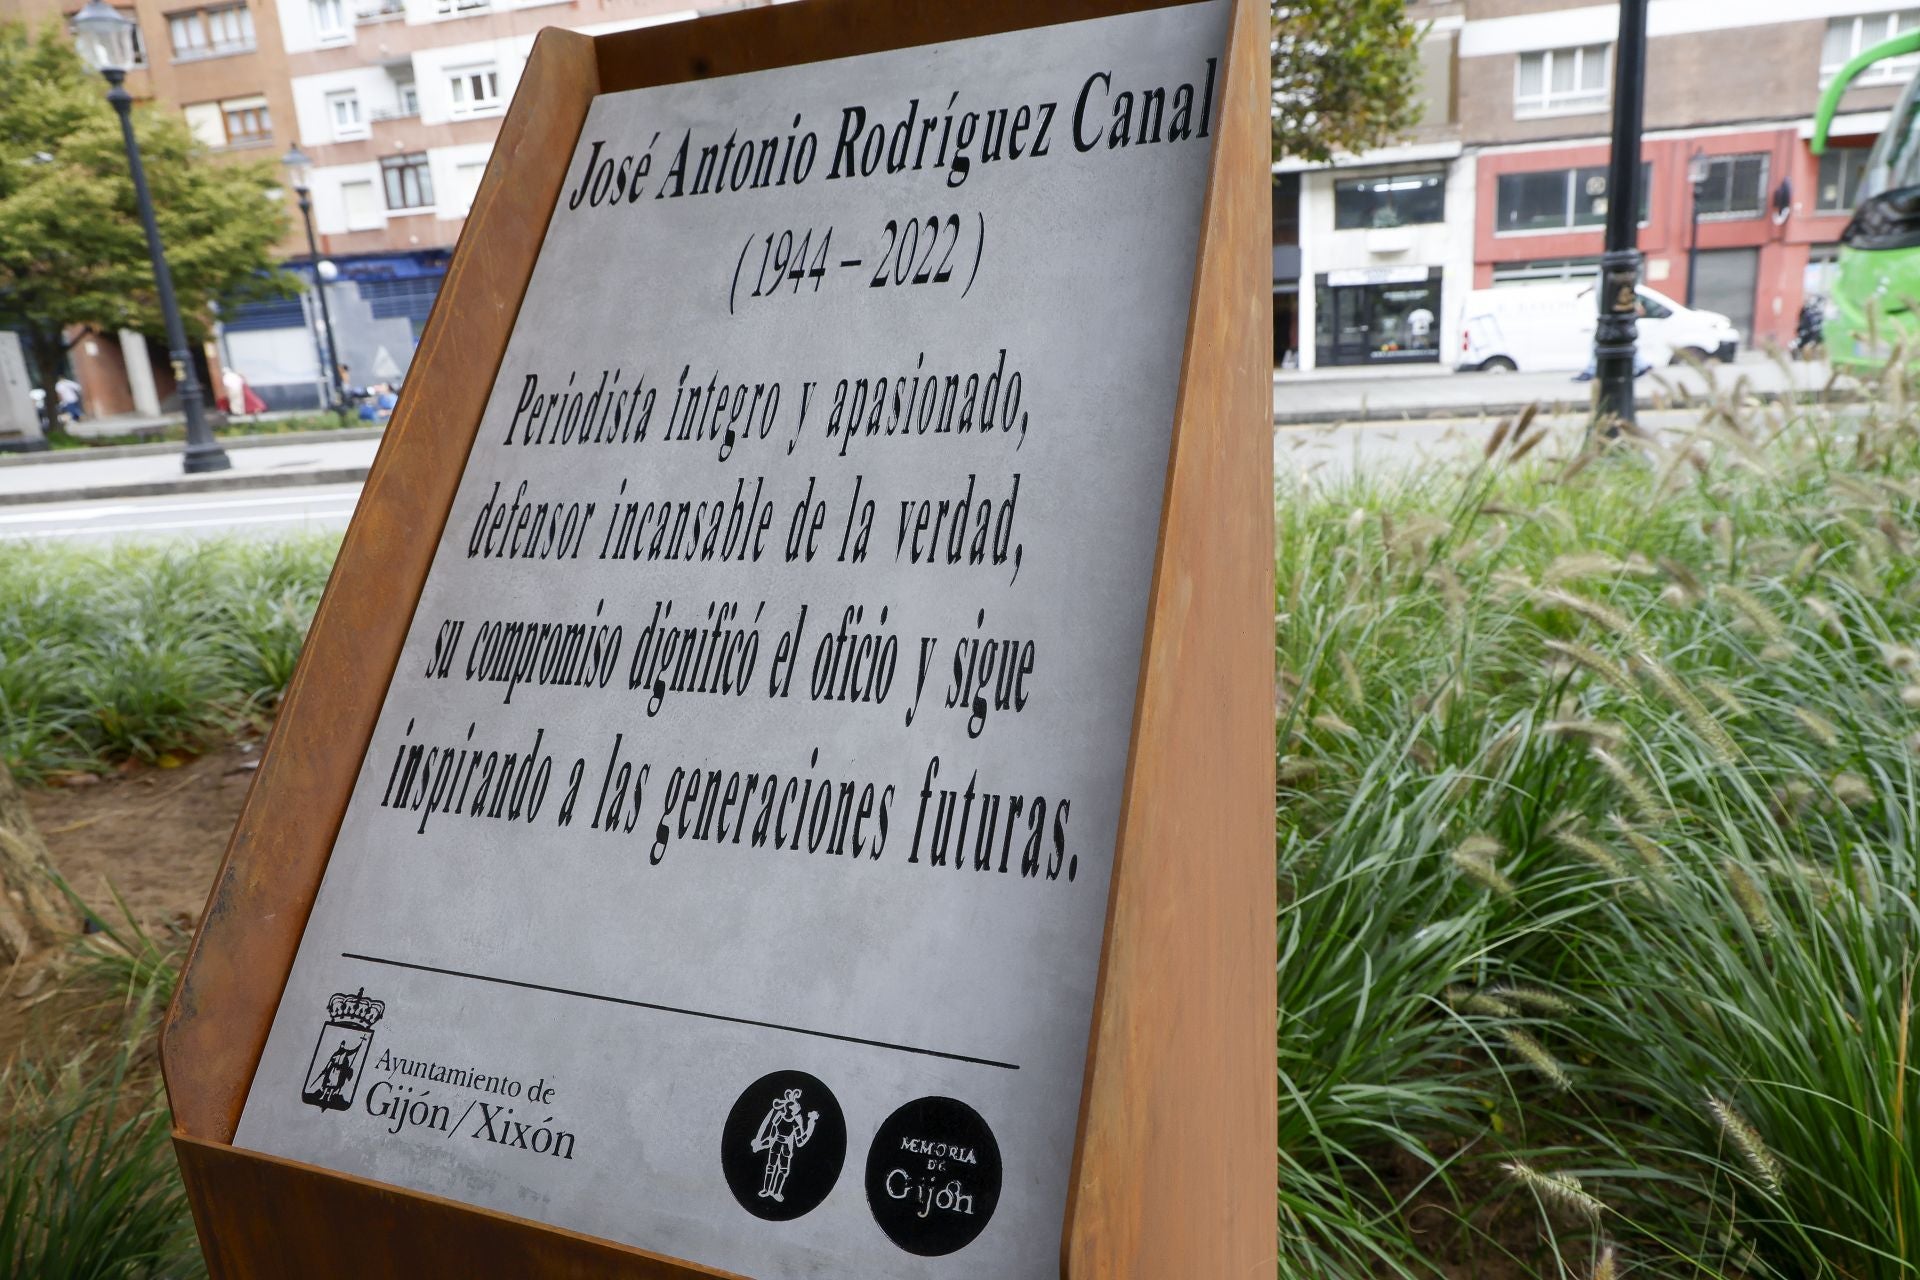 José Antonio Rodríguez Canal
( 1944 – 2022 )
Periodista íntegro y apasionado,
defensor incansable de la verdad,
su compromiso dignificó el oficio y sigue
inspirando a las generaciones futuras.
Ayuntamiento de
Gijón/Xixón
MEMORIA
DE
Gijón